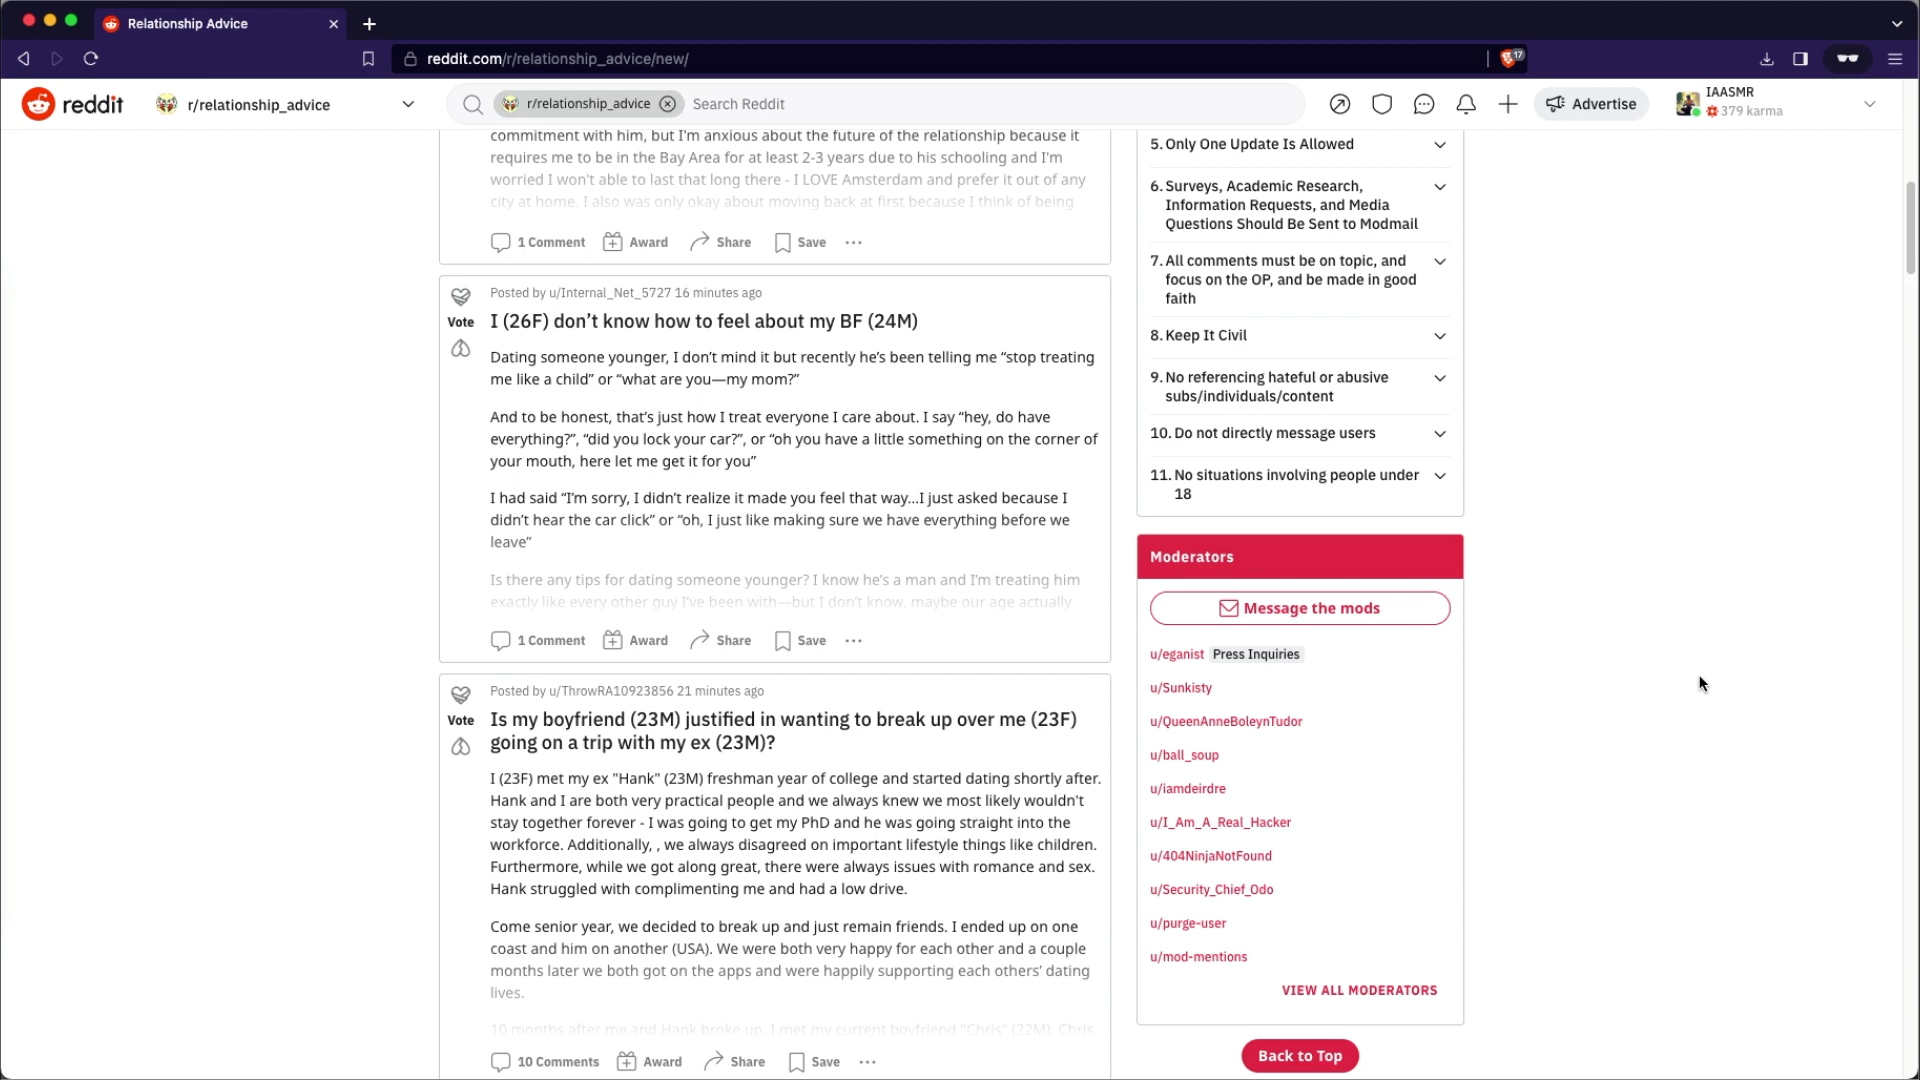 Relationship Advice
reddit.com/r/relationship_advice/new/
17
reddit
r/relationship_advice
r/relationship_advice
Search Reddit
Advertise
IAASMR
379 karma
commitment with him, but I'm anxious about the future of the relationship because it
requires me to be in the Bay Area for at least 2-3 years due to his schooling and I'm
worried I won't able to last that long there - I LOVE Amsterdam and prefer it out of any
city at home. I also was only okay about moving back at first because I think of being
1 Comment
Award
Share
Save
Posted by u/Internal_Net_5727 16 minutes ago
Vote
I (26F) don’t know how to feel about my BF (24M)
Dating someone younger, I don’t mind it but recently he’s been telling me “stop treating
me like a child” or “what are you—my mom?”
And to be honest, that’s just how I treat everyone I care about. I say “hey, do have
everything?”, “did you lock your car?”, or “oh you have a little something on the corner of
your mouth, here let me get it for you”
I had said “I’m sorry, I didn’t realize it made you feel that way...I just asked because I
didn’t hear the car click” or “oh, I just like making sure we have everything before we
leave”
Is there any tips for dating someone younger? I know he’s a man and I’m treating him
exactly like every other guy I’ve been with—but I don’t know, maybe our age actually
1 Comment
Award
Share
Save
Posted by u/ThrowRA10923856 21 minutes ago
Vote
Is my boyfriend (23M) justified in wanting to break up over me (23F)
going on a trip with my ex (23M)?
I (23F) met my ex "Hank" (23M) freshman year of college and started dating shortly after.
Hank and I are both very practical people and we always knew we most likely wouldn't
stay together forever - I was going to get my PhD and he was going straight into the
workforce. Additionally, , we always disagreed on important lifestyle things like children.
Furthermore, while we got along great, there were always issues with romance and sex.
Hank struggled with complimenting me and had a low drive.
Come senior year, we decided to break up and just remain friends. I ended up on one
coast and him on another (USA). We were both very happy for each other and a couple
months later we both got on the apps and were happily supporting each others’ dating
lives.
10 months after me and Hank broke up, I met my current boyfriend "Chris" (22M). Chris
10 Comments
Award
Share
Save
5. Only One Update Is Allowed
6. Surveys, Academic Research,
Information Requests, and Media
Questions Should Be Sent to Modmail
7. All comments must be on topic, and
focus on the OP, and be made in good
faith
8. Keep It Civil
9. No referencing hateful or abusive
subs/individuals/content
10. Do not directly message users
11. No situations involving people under
18
Moderators
Message the mods
u/eganist Press Inquiries
u/Sunkisty
u/QueenAnneBoleynTudor
u/ball_soup
u/iamdeirdre
u/I_Am_A_Real_Hacker
u/404NinjaNotFound
u/Security_Chief_Odo
u/purge-user
u/mod-mentions
VIEW ALL MODERATORS
Back to Top